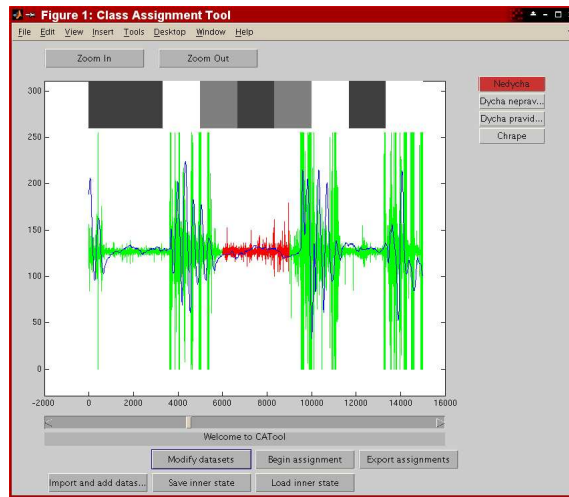 Figure 1: Class Assignment Tool
File Edit View Insert Tools Desktop Window Help
Zoom In Zoom Out
Nedycha
Dycha neprav...
Dycha pravid...
Chrape
300
250
200
150
100
50
0
-2000 0 2000 4000 6000 8000 10000 12000 14000 16000
Welcome to CATool
Modify datasets Begin assignment Export assignments
Import and add datas... Save inner state Load inner state